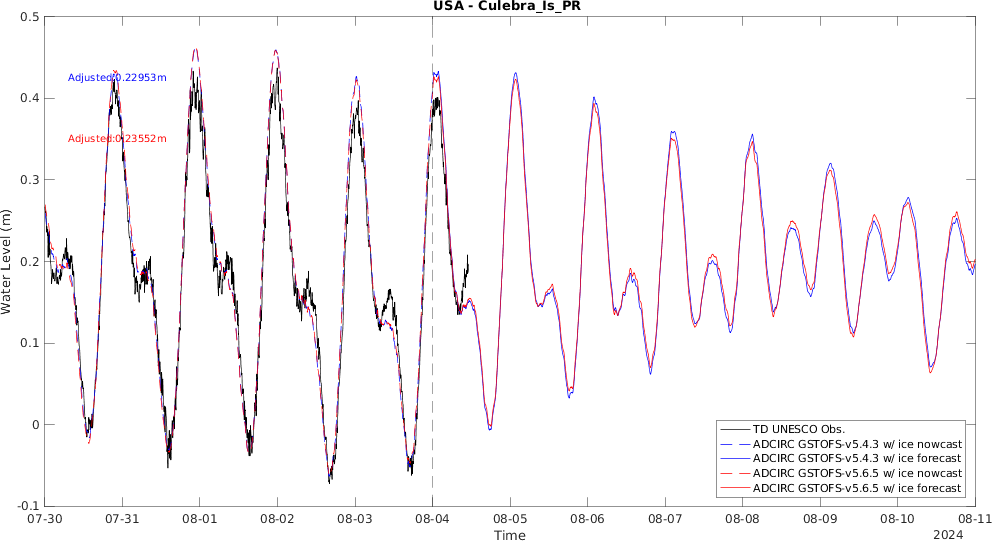 USA - Culebra_Is_PR
0.5
0.4
0.3
0.2
0.1
0
-0.1
Water Level (m)
Adjusted:0.22953m
Adjusted:0.23552m
TD UNESCO Obs.
ADCIRC GSTOFS-v5.4.3 w/ ice nowcast
ADCIRC GSTOFS-v5.4.3 w/ ice forecast
ADCIRC GSTOFS-v5.6.5 w/ ice nowcast
ADCIRC GSTOFS-v5.6.5 w/ ice forecast
07-30 07-31 08-01 08-02 08-03 08-04 08-05 08-06 08-07 08-08 08-09 08-10 08-11
Time
2024